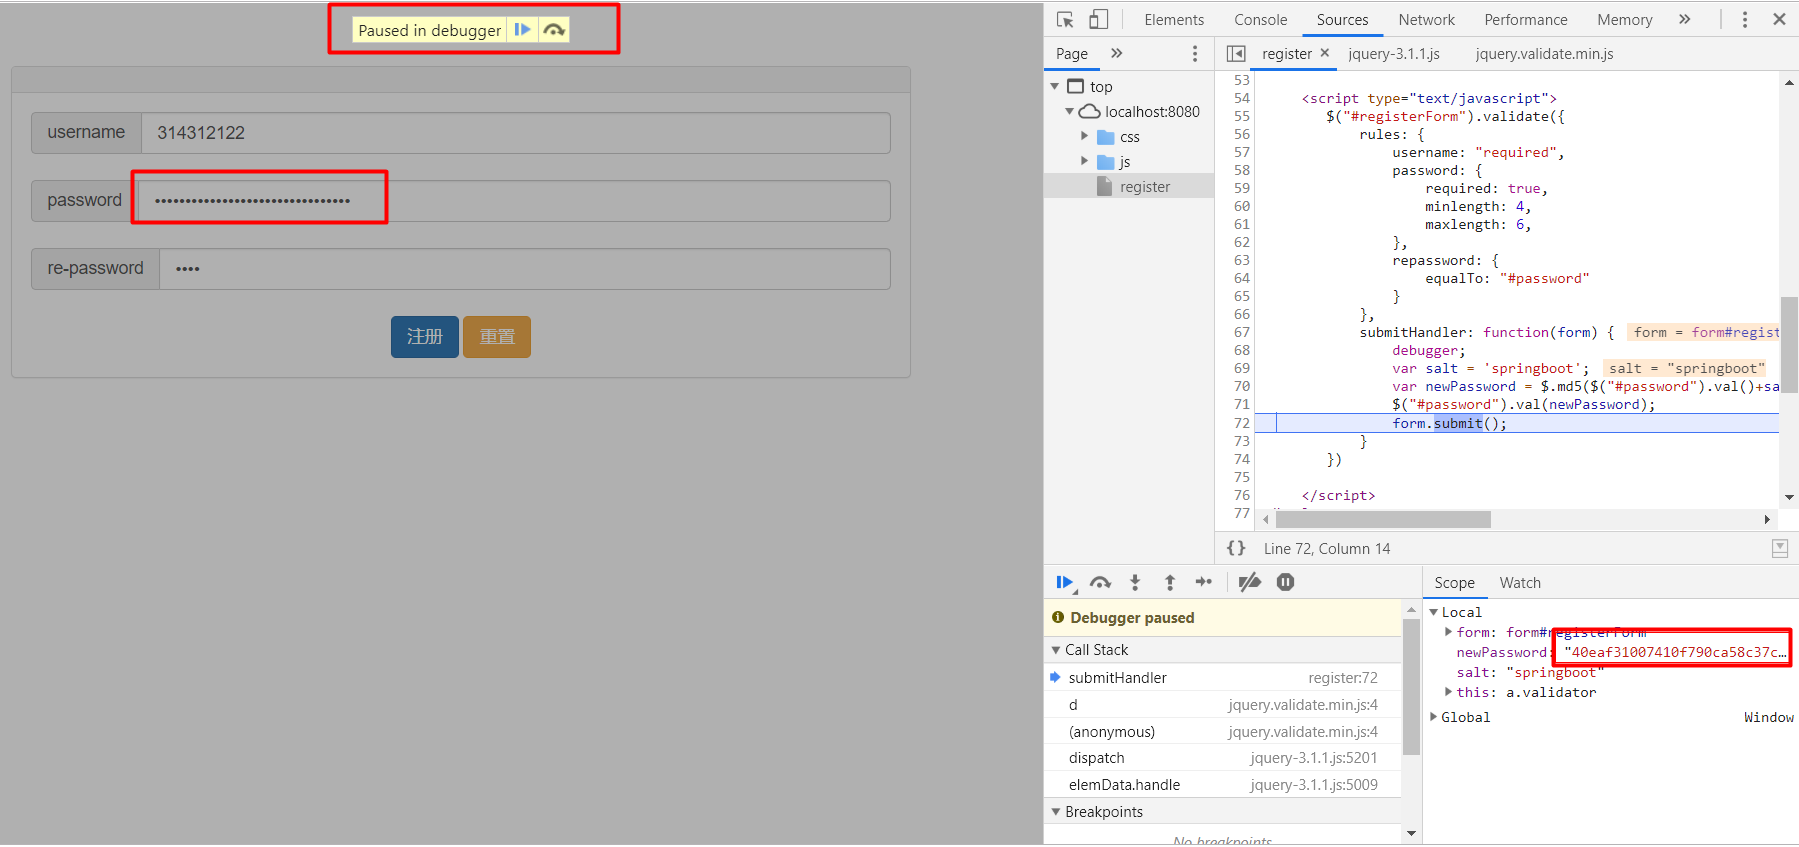 Paused in debugger
username 314312122
password ••••••••••••••••••••••••••••••••
re-password ••••
注册 重置
Elements Console Sources Network Performance Memory »
Page »
register × jquery-3.1.1.js jquery.validate.min.js
top
localhost:8080
css
js
register
53
54 <script type="text/javascript">
55 $("#registerForm").validate({
56 rules: {
57 username: "required",
58 password: {
59 required: true,
60 minlength: 4,
61 maxlength: 6,
62 },
63 repassword: {
64 equalTo: "#password"
65 }
66 },
67 submitHandler: function(form) { form = form#regist
68 debugger;
69 var salt = 'springboot'; salt = "springboot"
70 var newPassword = $.md5($("#password").val()+sa
71 $("#password").val(newPassword);
72 form.submit();
73 }
74 })
75
76 </script>
77
{} Line 72, Column 14
Debugger paused
Call Stack
submitHandler register:72
d jquery.validate.min.js:4
(anonymous) jquery.validate.min.js:4
dispatch jquery-3.1.1.js:5201
elemData.handle jquery-3.1.1.js:5009
Breakpoints
No breakpoints
Scope Watch
Local
form: form#registerForm
newPassword: "40eaf31007410f790ca58c37c…
salt: "springboot"
this: a.validator
Global Window